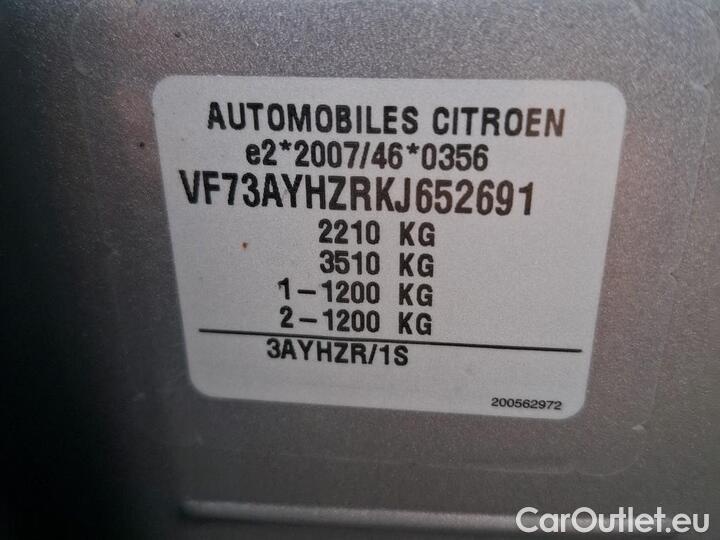 AUTOMOBILES CITROEN
e2*2007/46*0356
VF73AYHZRKJ652691
2210 KG
3510 KG
1-1200 KG
2-1200 KG
3AYHZR/1S
200562972
CarOutlet.eu